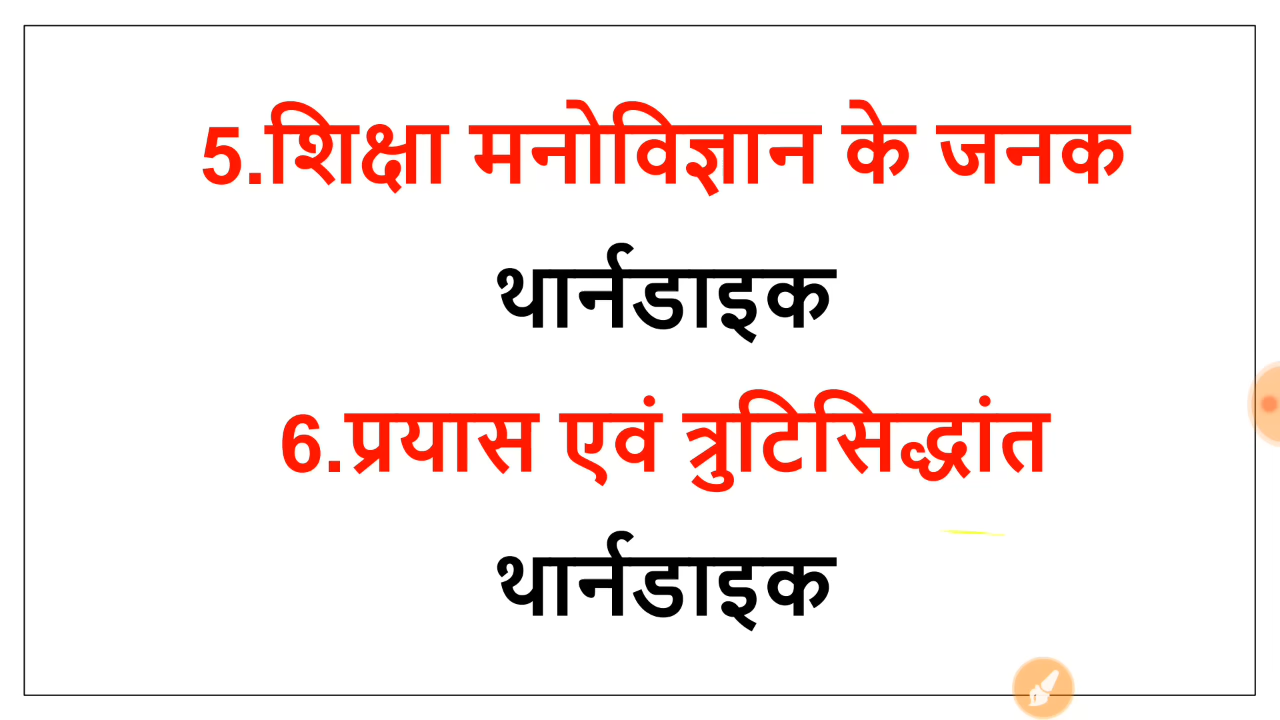 5.शिक्षा मनोविज्ञान के जनक
थार्नडाइक
6.प्रयास एवं त्रुटिसिद्धांत
थार्नडाइक